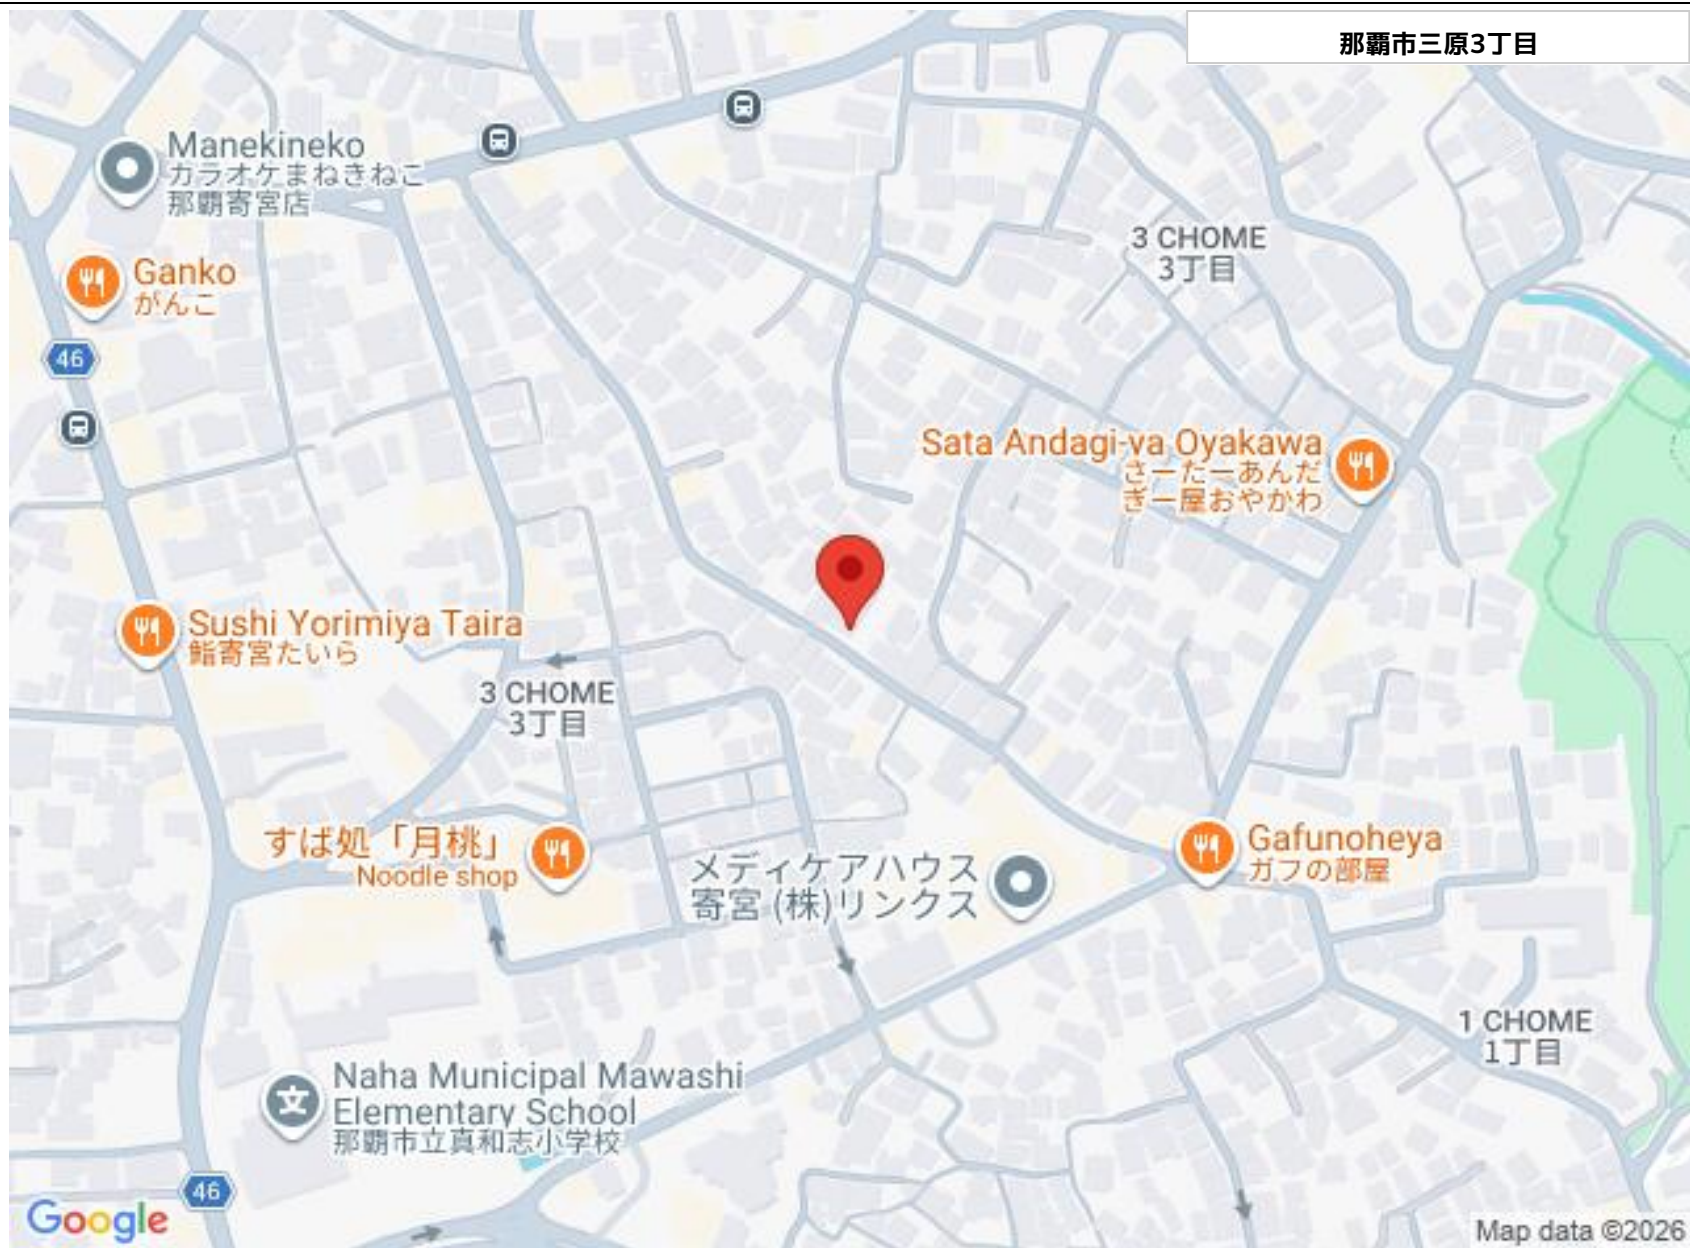 那覇市三原3丁目
Manekineko
カラオケまねきねこ
那覇寄宮店
Ganko
がんこ
46
3 CHOME
3丁目
Sata Andagi-ya Oyakawa
さーたーあんだ
ぎー屋おやかわ
Sushi Yorimiya Taira
鮨寄宮たいら
3 CHOME
3丁目
すば処「月桃」
Noodle shop
メディケアハウス
寄宮 (株)リンクス
Gafunoheya
ガフの部屋
1 CHOME
1丁目
Naha Municipal Mawashi
Elementary School
那覇市立真和志小学校
文
46
Google
Map data ©2026